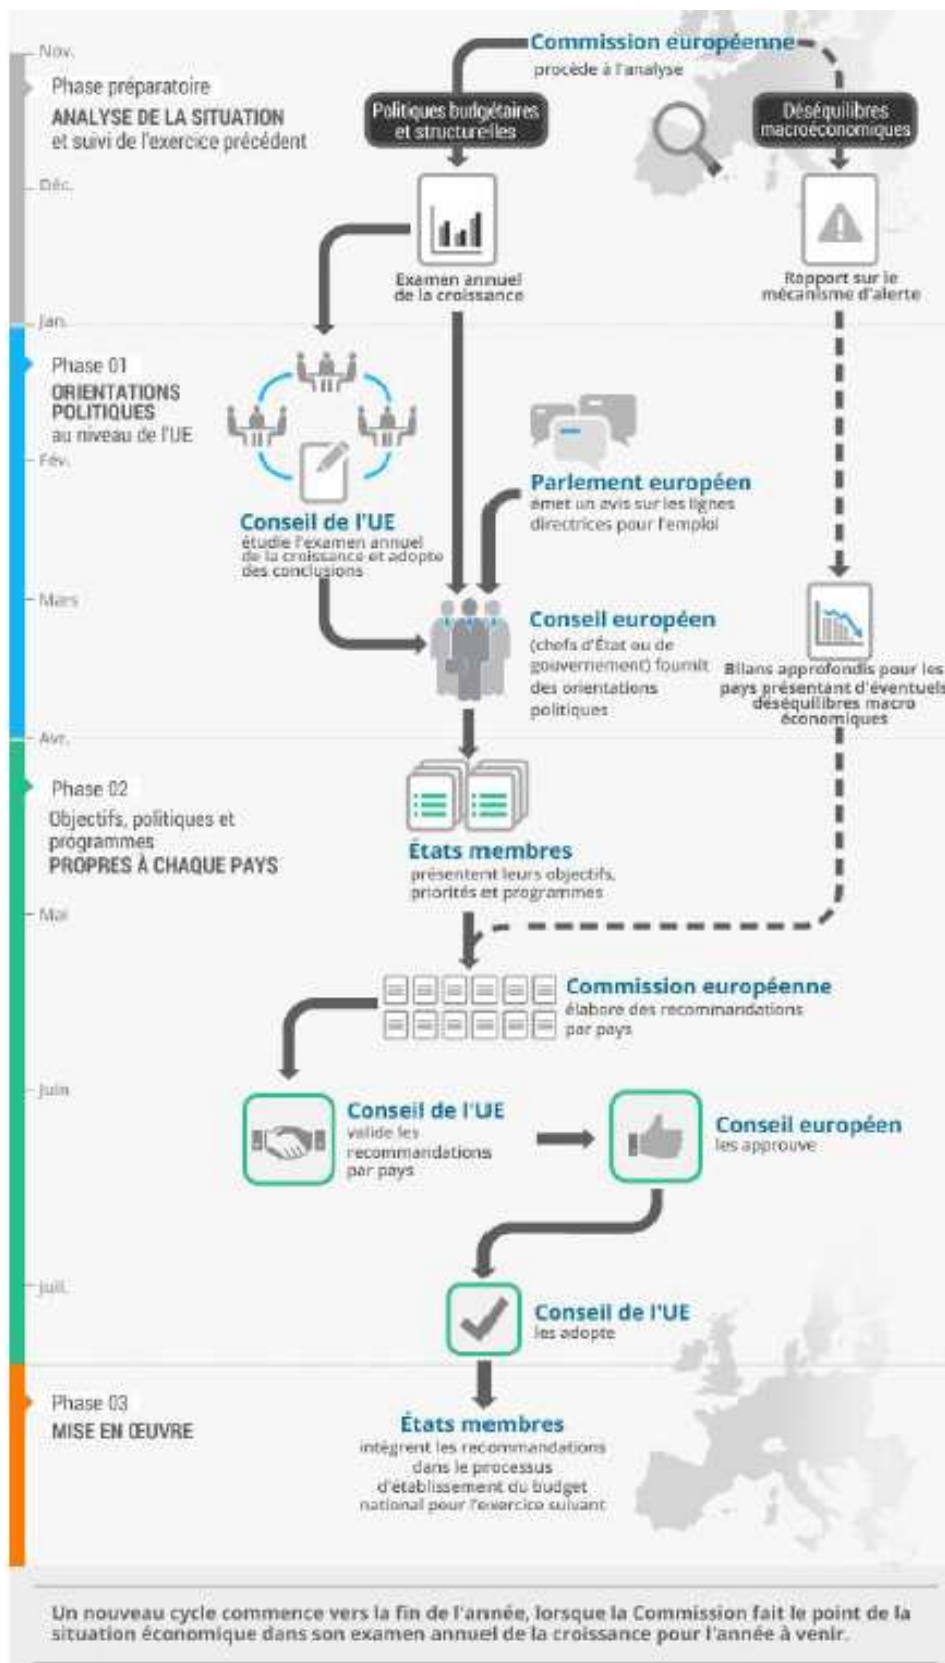 Nov.
Phase préparatoire
ANALYSE DE LA SITUATION
et suivi de l'exercice précédent
Commission européenne
procède à l'analyse
Politiques budgétaires
et structurelles
Déséquilibres
macroéconomiques
Déc.
Examen annuel
de la croissance
Rapport sur le
mécanisme d'alerte
Jan.
Phase 01
ORIENTATIONS
POLITIQUES
au niveau de l'UE
Fév.
Conseil de l'UE
étudie l'examen annuel
de la croissance et adopte
des conclusions
Parlement européen
émet un avis sur les lignes
directrices pour l'emploi
Mars
Conseil européen
(chefs d'État ou de
gouvernement) fournit
des orientations
politiques
Bilans approfondis pour les
pays présentant d'éventuels
déséquilibres macro
économiques
Avr.
Phase 02
Objectifs, politiques et
programmes
PROPRES À CHAQUE PAYS
États membres
présentent leurs objectifs,
priorités et programmes
Mai
Commission européenne
élabore des recommandations
par pays
Juin
Conseil de l'UE
valide les
recommandations
par pays
Conseil européen
les approuve
Juil.
Conseil de l'UE
les adopte
Phase 03
MISE EN ŒUVRE
États membres
intègrent les recommandations
dans le processus
d'établissement du budget
national pour l'exercice suivant
Un nouveau cycle commence vers la fin de l'année, lorsque la Commission fait le point de la
situation économique dans son examen annuel de la croissance pour l'année à venir.